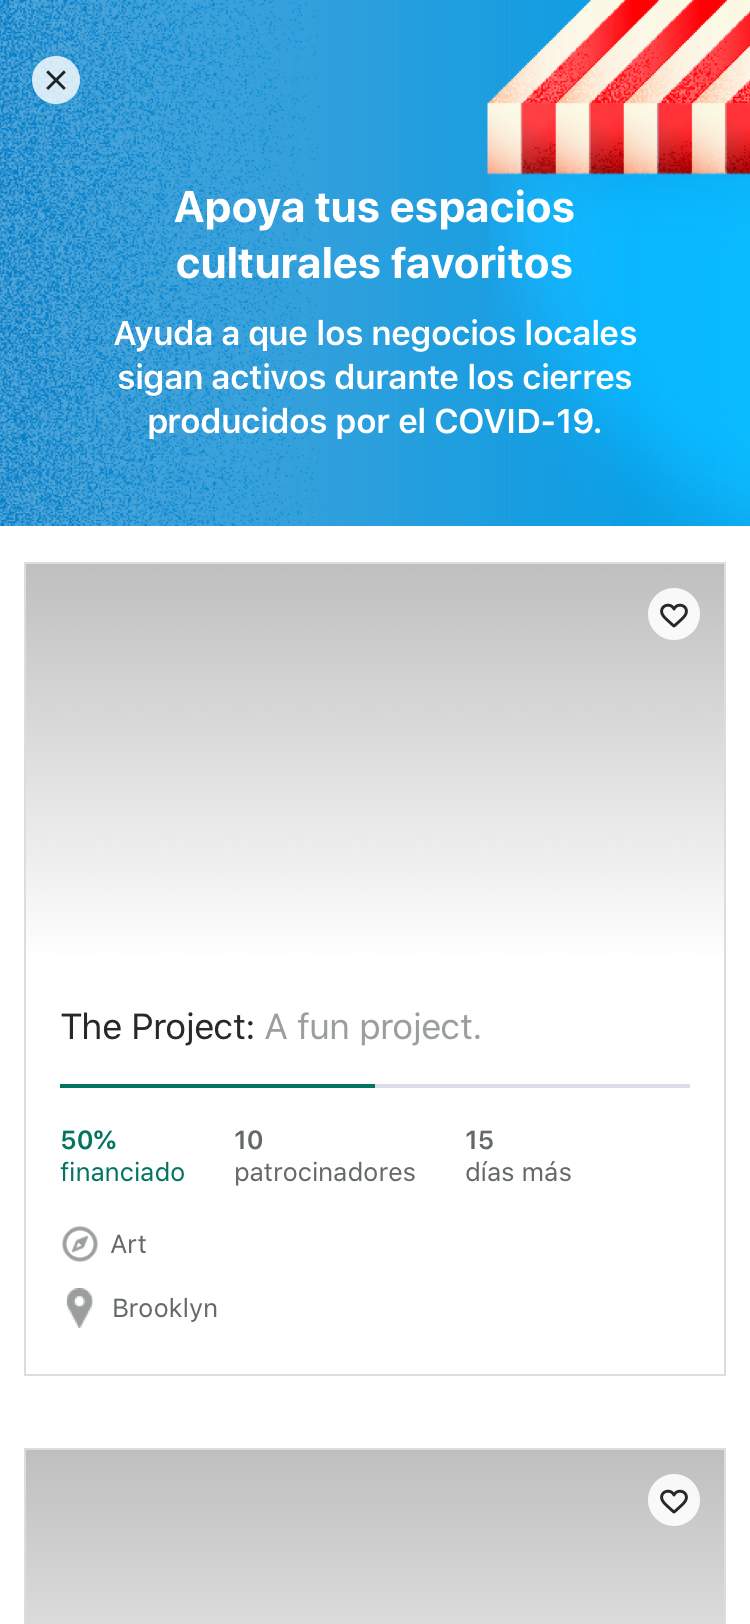 Apoya tus espacios
culturales favoritos
Ayuda a que los negocios locales
sigan activos durante los cierres
producidos por el COVID-19.
The Project: A fun project.
50%
financiado
10
patrocinadores
15
días más
Art
Brooklyn